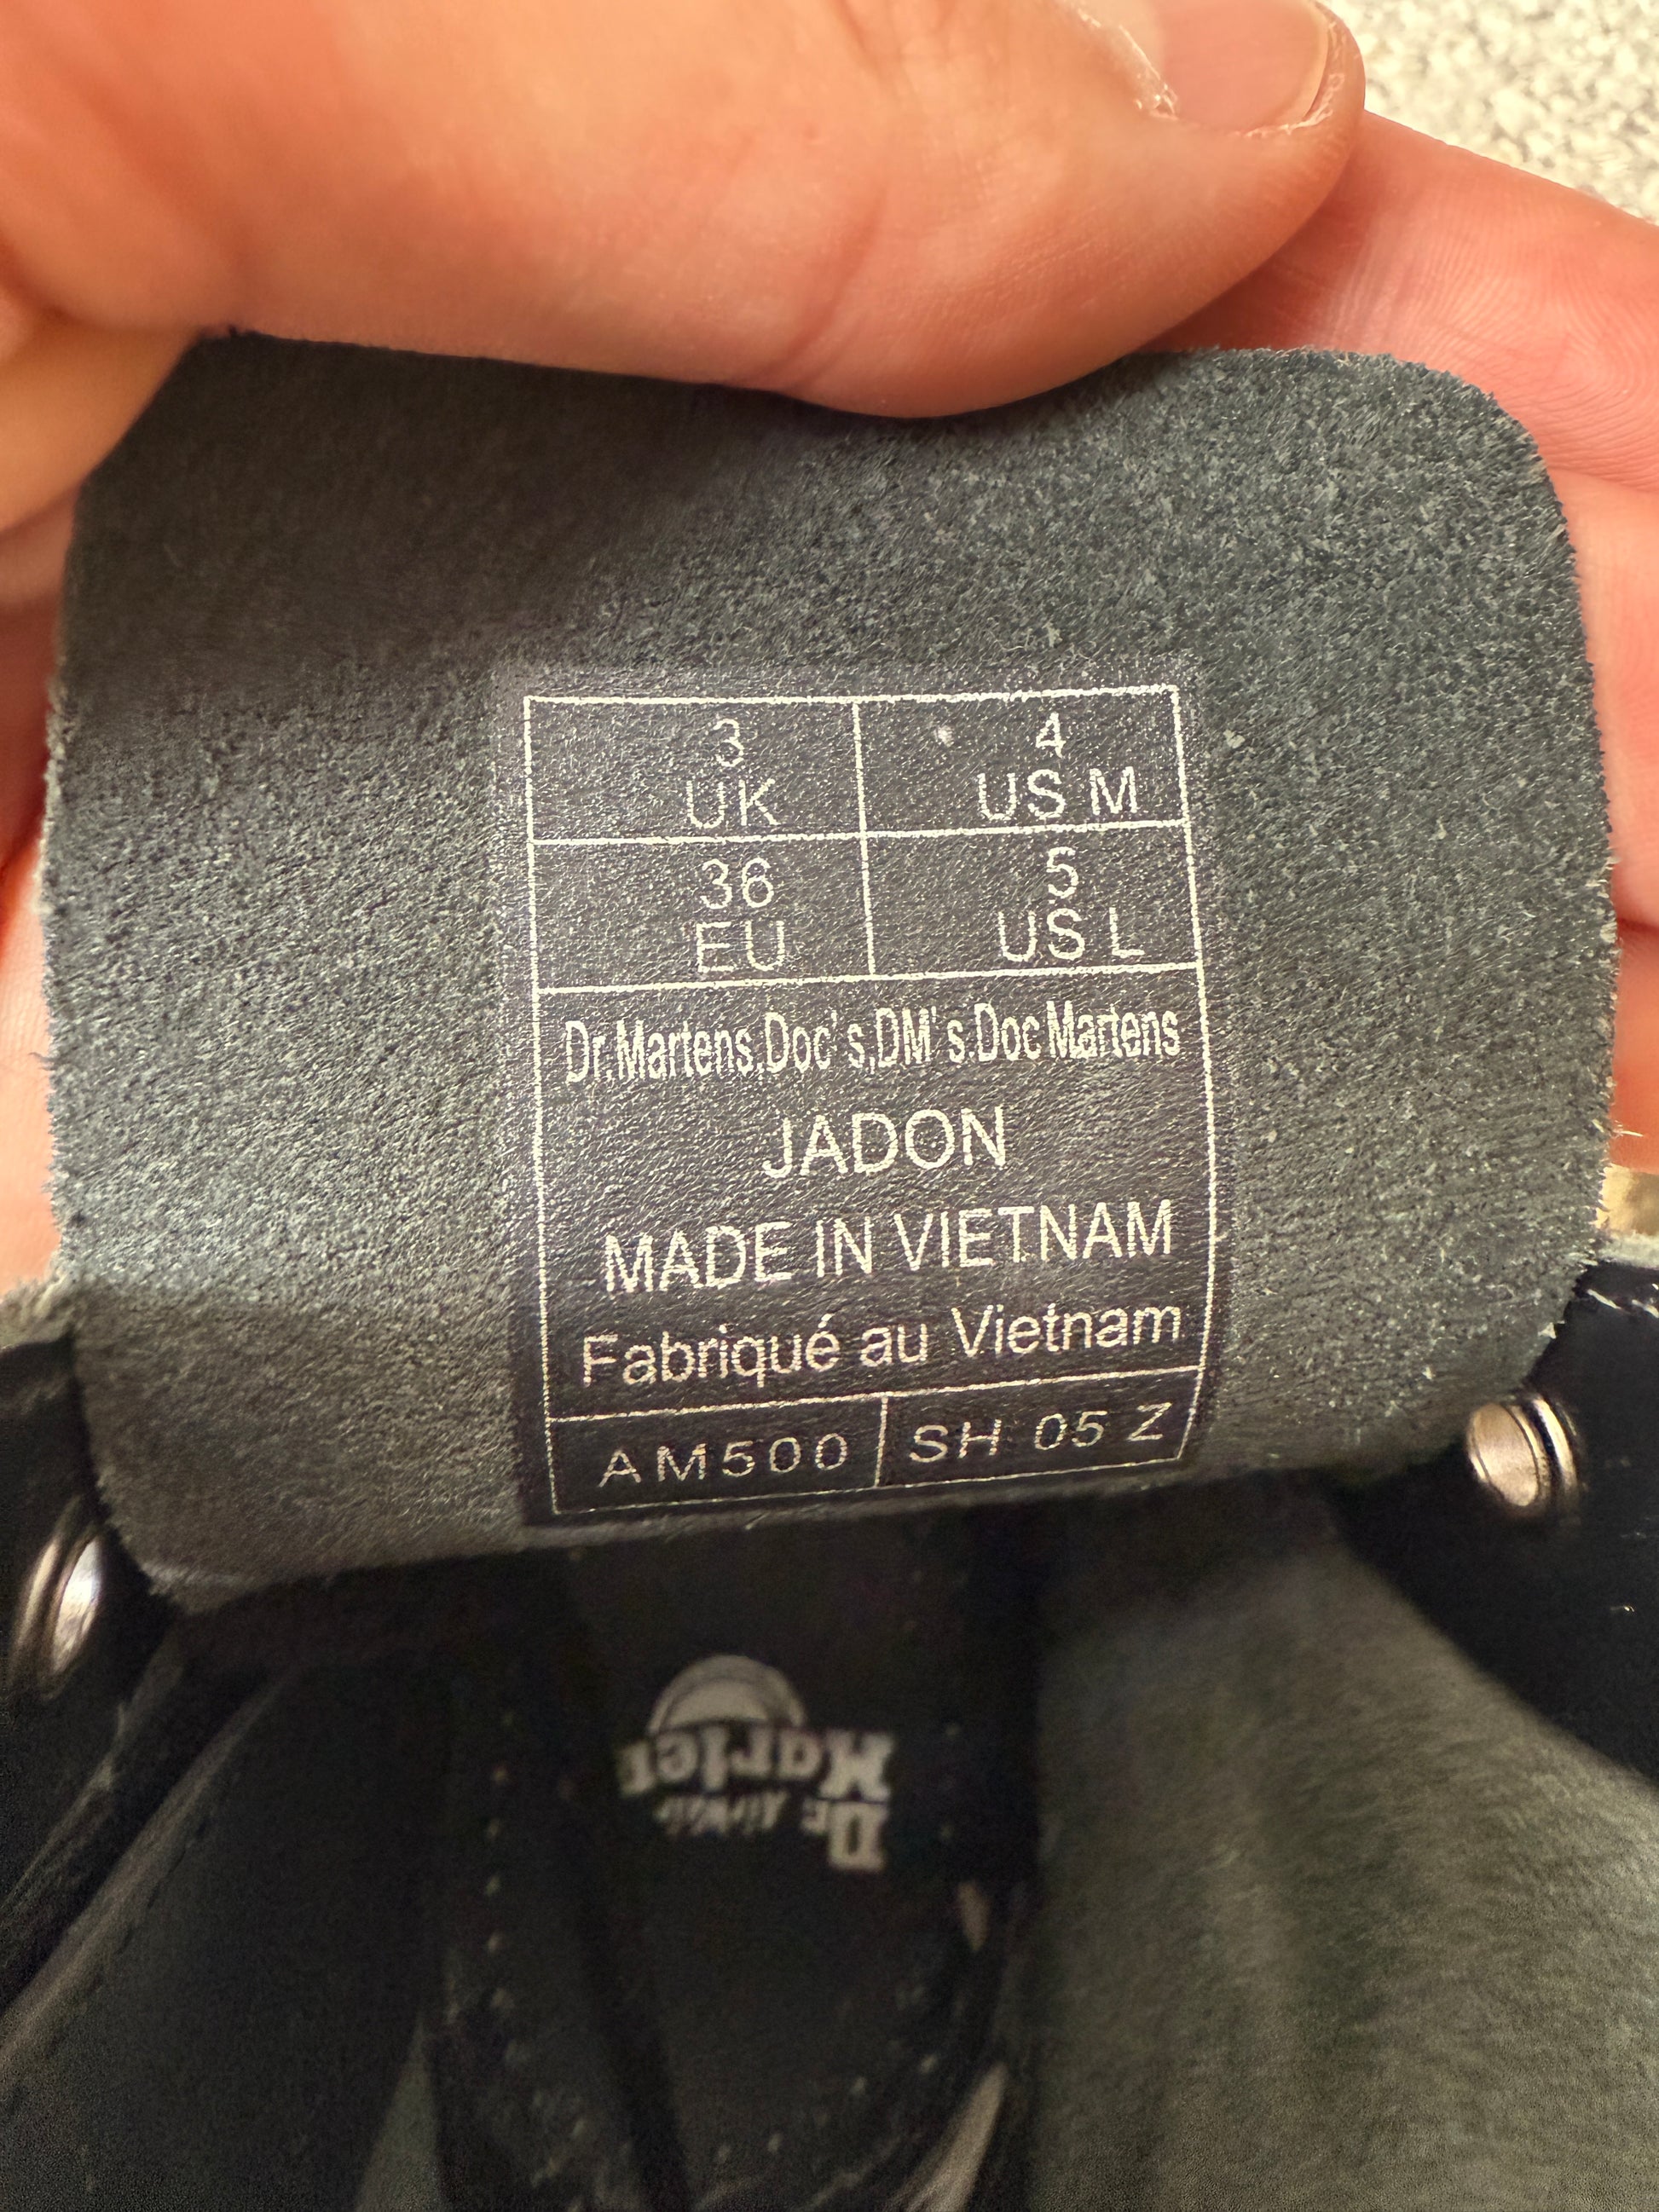 3 4
UK US M
36 5
EU US L
Dr.Martens,Doc's,DM's.Doc Martens
JADON
MADE IN VIETNAM
Fabriqué au Vietnam
AM500 SH 05 Z
Dr.